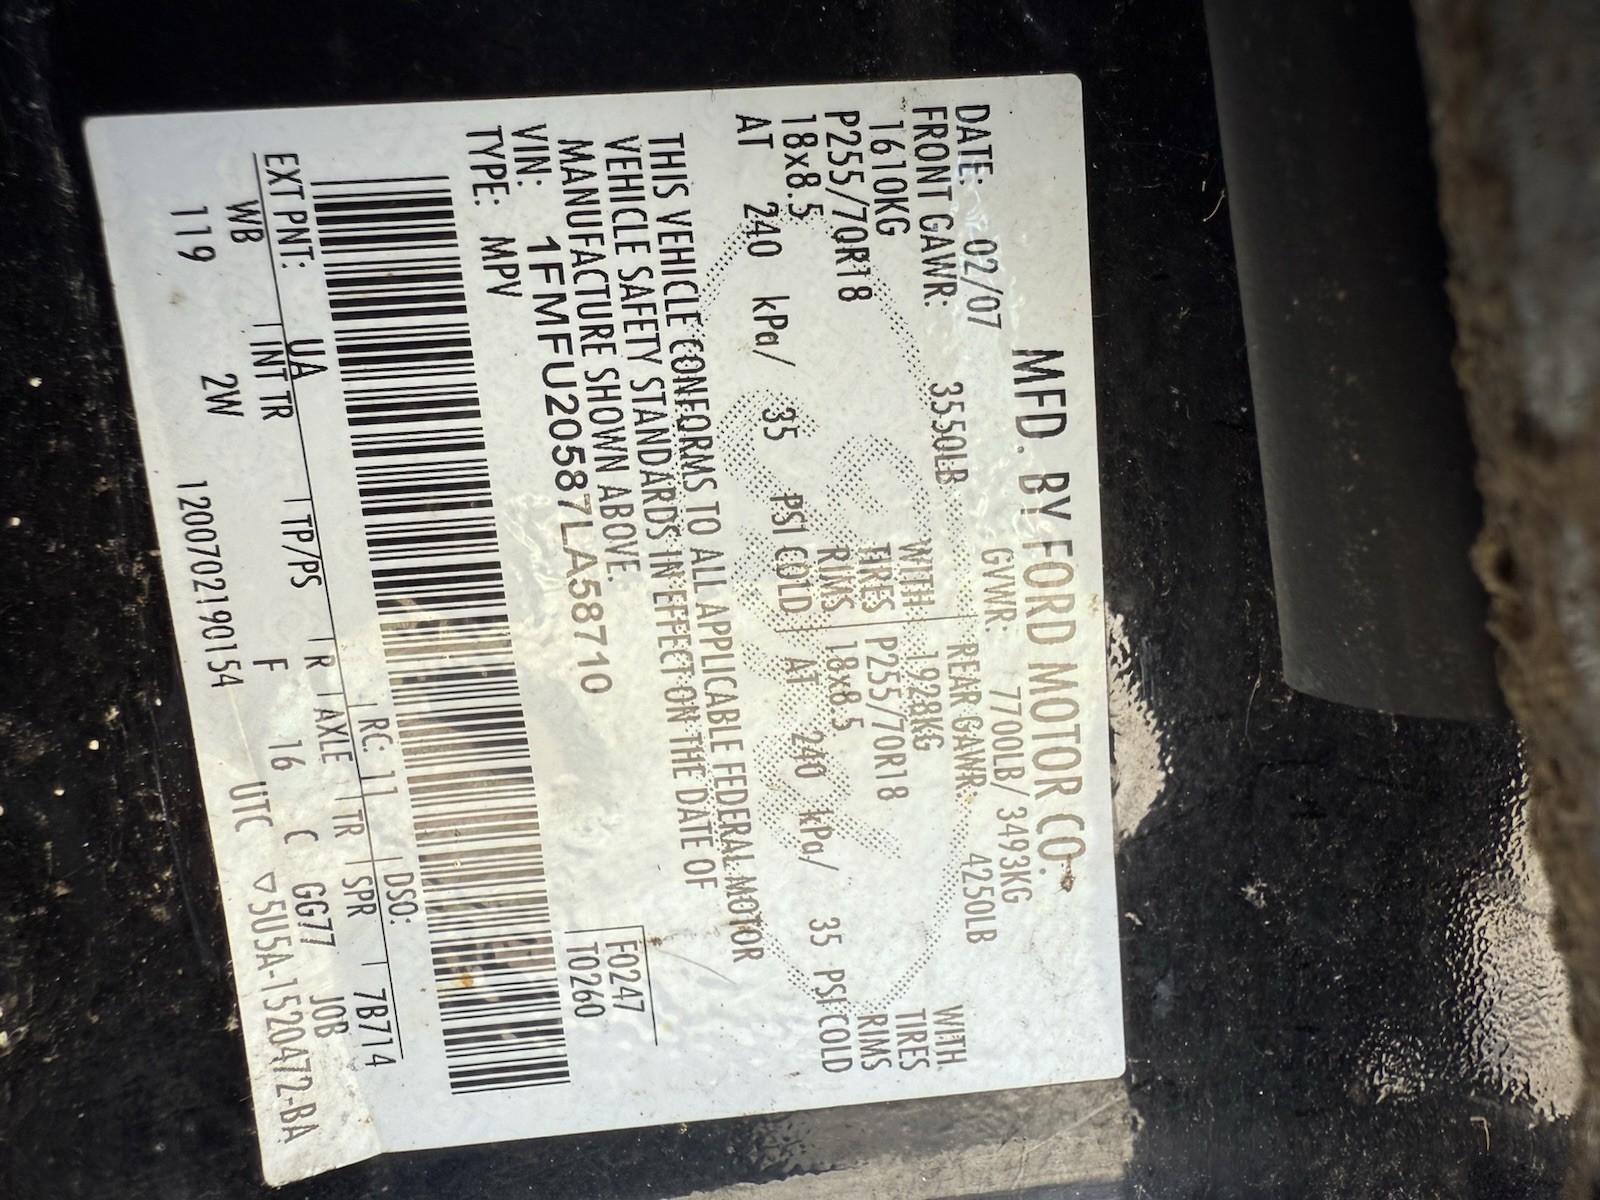 MFD. BY FORD MOTOR CO.
DATE: 02/07 GVWR: 7700LB/ 3493KG
FRONT GAWR: 3550LB REAR GAWR: 4250LB
1610KG WITH 1928KG WITH
P255/70R18 TIRES P255/70R18 TIRES
18x8.5 RIMS 18x8.5 RIMS
AT 240 kPa/ 35 PSI COLD AT 240 kPa/ 35 PSI COLD
THIS VEHICLE CONFORMS TO ALL APPLICABLE FEDERAL MOTOR
VEHICLE SAFETY STANDARDS IN EFFECT ON THE DATE OF
MANUFACTURE SHOWN ABOVE.
VIN: 1FMFU20587LA58710 F0247
TYPE: MPV T0260
EXT PNT: UA RC: 11 DSO:
WB INT TR TP/PS R AXLE TR SPR 7B714
119 2W F 16 C GG77 JOB
1200702190154 UTC ▽5U5A-1520472-BA